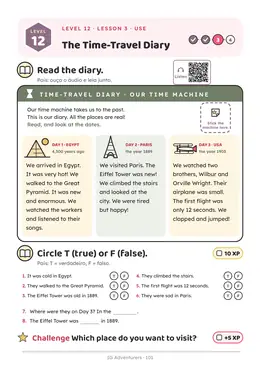 LEVEL 12 · LESSON 3 · USE
LEVEL
12
The Time-Travel Diary
3
4
Read the diary.
Pais: ouça o áudio e leia junto.
Listen
TIME-TRAVEL DIARY · OUR TIME MACHINE
Our time machine takes us to the past.
This is our diary. All the places are real!
Read, and look at the dates.
Stick the
machine here
DAY 1 · EGYPT
4,500 years ago
We arrived in Egypt.
It was very hot! We
walked to the Great
Pyramid. It was new
and enormous. We
watched the workers
and listened to their
songs.
DAY 2 · PARIS
the year 1889
We visited Paris. The
Eiffel Tower was new!
We climbed the stairs
and looked at the
city. We were tired
but happy!
DAY 3 · USA
the year 1903
We watched two
brothers, Wilbur and
Orville Wright. Their
airplane was small.
The first flight was
only 12 seconds. We
clapped and jumped!
Circle T (true) or F (false).
Pais: T = verdadeiro, F = falso.
10 XP
1. It was cold in Egypt. T F
2. They walked to the Great Pyramid. T F
3. The Eiffel Tower was old in 1889. T F
4. They climbed the stairs. T F
5. The first flight was 12 seconds. T F
6. They were sad in Paris. T F
7. Where were they on Day 3? In the ________.
8. The Eiffel Tower was ______ in 1889.
Challenge Which place do you want to visit?
+5 XP